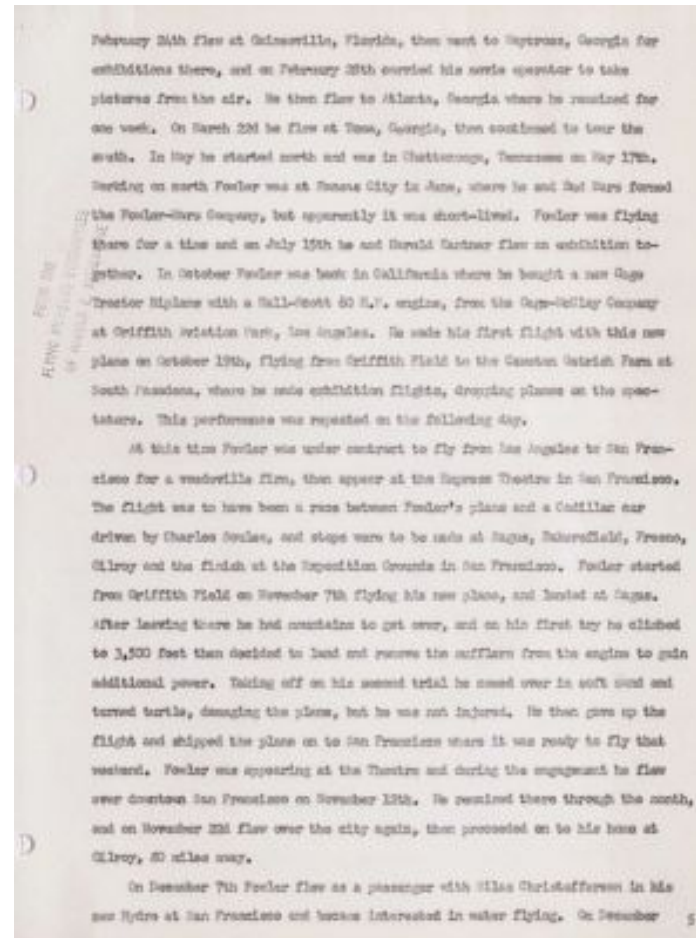 February 24th flew at Gainesville, Florida, then went to Waycross, Georgia for
exhibitions there, and on February 28th carried his movie operator to take
pictures from the air. He then flew to Atlanta, Georgia where he remained for
one week. On March 22d he flew at Georgia, then continued to tour the
south. In May he started north and was in Chattanooga, Tennessee on May 17th.
Working on north Fowler was at Kansas City in June, where he and Bud Mars formed
the Fowler-Mars Company, but apparently it was short-lived. Fowler was flying
there for a time and on July 15th he and Harold Kantner flew an exhibition to-
gether. In October Fowler was back in California where he bought a new Gage
Tractor Biplane with a Hall-Scott 60 H.P. engine, from the Gage-McClay Company
at Griffith Aviation Park, Los Angeles. He made his first flight with this new
plane on October 19th, flying from Griffith Field to the Cawston Ostrich Farm at
South Pasadena, where he made exhibition flights, dropping on the spec-
tators. This performance was repeated on the following day.
At this time Fowler was under contract to fly from Los Angeles to San Fran-
cisco for a vaudeville firm, then appear at the Empress Theatre in San Francisco.
The flight was to have been a race between Fowler's plane and a Cadillac car
driven by Charles Soules, and stops were to be made at Saugus, Bakersfield, Fresno,
Gilroy and the finish at the Exposition Grounds in San Francisco. Fowler started
from Griffith Field on November 7th flying his new plane, and landed at Saugus.
After leaving there he had mountains to get over, and on his first try he climbed
to 3,500 feet then decided to land and remove the mufflers from the engine to gain
additional power. Taking off on his second trial he nosed over in soft sand and
turned turtle, damaging the plane, but he was not injured. He then gave up the
flight and shipped the plane on to San Francisco where it was ready to fly that
weekend. Fowler was appearing at the Theatre and during the engagement he flew
over downtown San Francisco on November 12th. He remained there through the month,
and on November 22d flew over the city again, then proceeded on to his home at
Gilroy, 80 miles away.
On December 7th Fowler flew as a passenger with Silas Christofferson in his
new Hydro at San Francisco and became interested in water flying. On December
5
FROM THE
FLYING
OF HAROLD E. MOREHOUSE